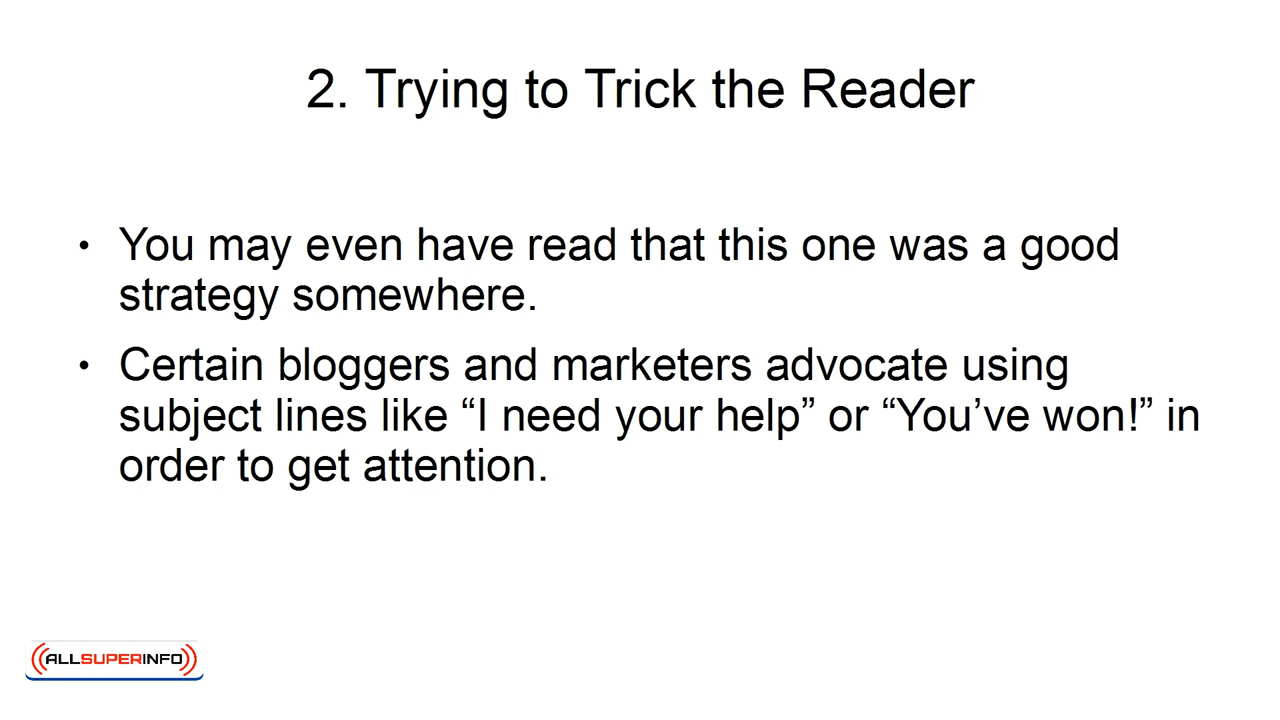 2. Trying to Trick the Reader
• You may even have read that this one was a good
strategy somewhere.
• Certain bloggers and marketers advocate using
subject lines like “I need your help” or “You’ve won!” in
order to get attention.
ALLSUPERINFO